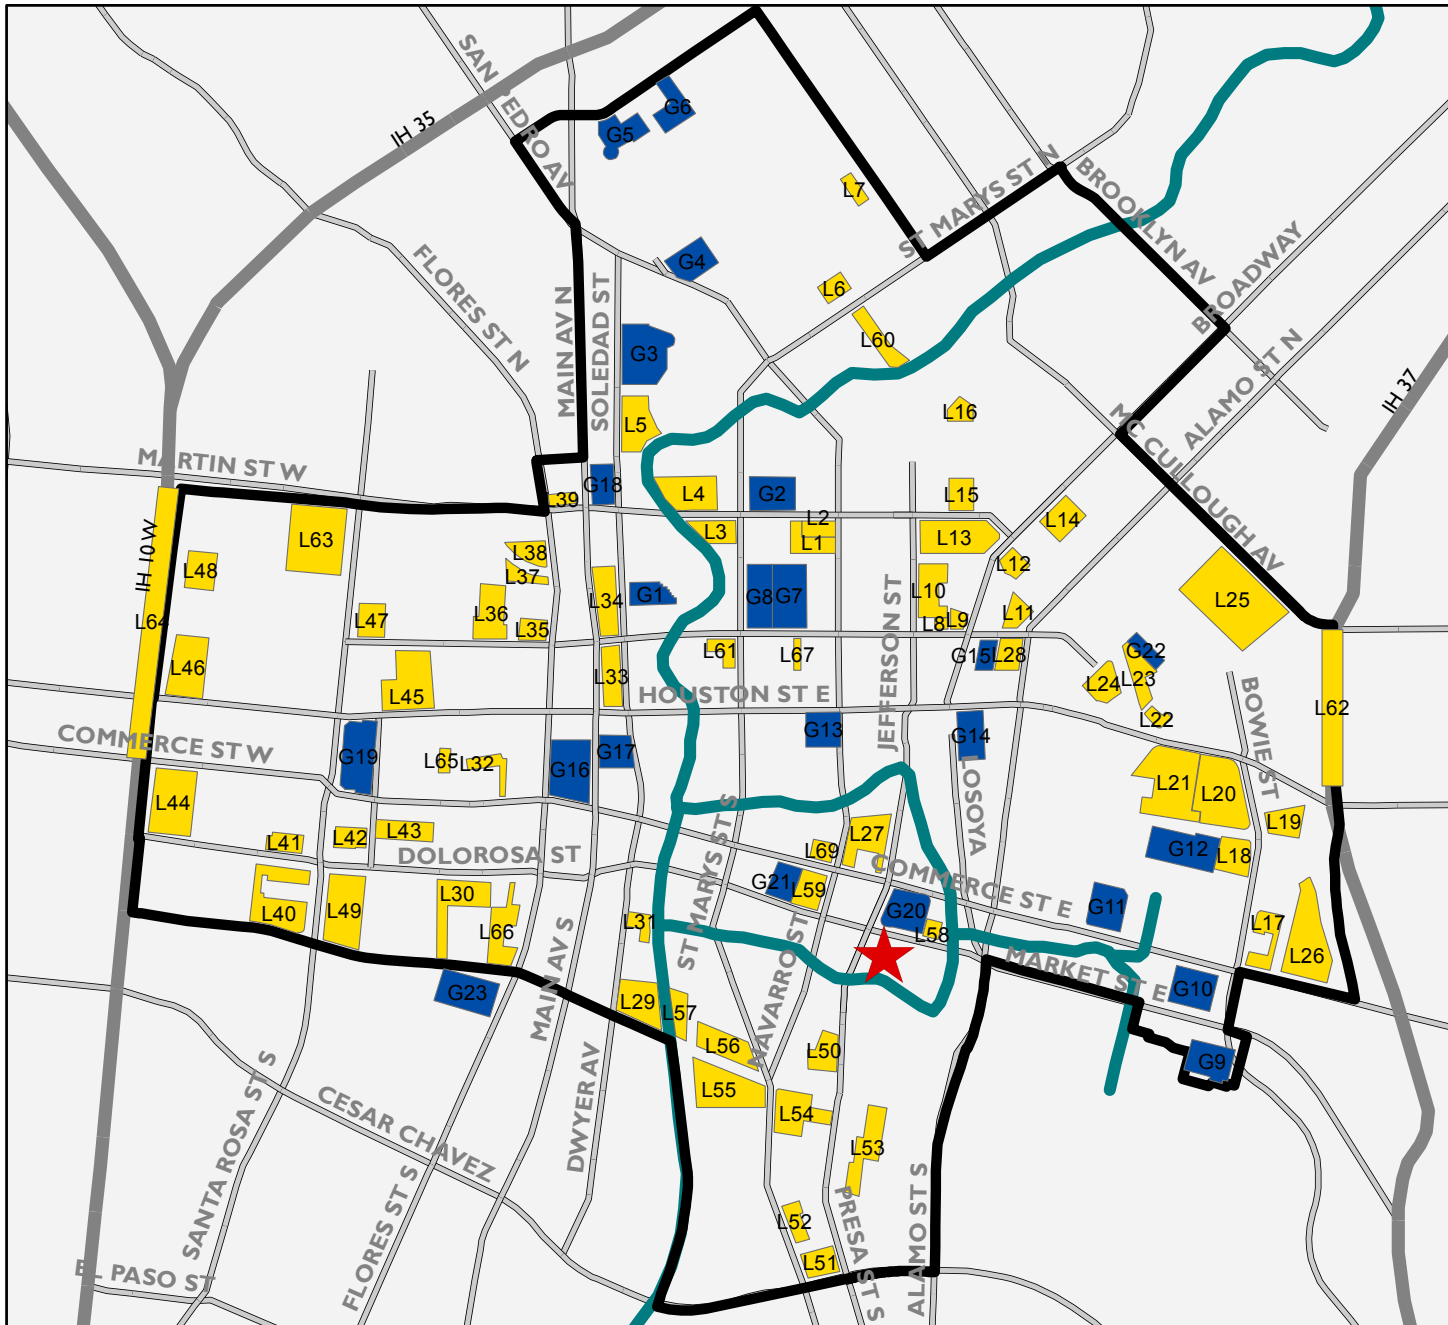 SAN PEDRO AV
IH 35
G6
G5
L7
ST MARYS ST N
BROOKLYN AV
BROADWAY
FLORES ST N
G4
L6
MAIN AV N
SOLEDAD ST
G3
L60
ALAMO ST N
IH 37
L5
L16
MC CULLOUGH AV
MARTIN ST W
L39
G18
L4
G2
L15
L63
L3
L2
L1
L13
L14
IH 10 W
L48
L38
L37
L12
L64
L47
L36
L35
L34
G1
G8
G7
JEFFERSON ST
L10
L8
L9
L11
L25
L46
L45
L33
L61
L67
G15
L28
G22
L24
L23
L22
HOUSTON ST E
BOWIE ST
L62
COMMERCE ST W
G19
L65
L32
G16
G17
G13
G14
LOSOYA
L21
L20
L44
L41
L42
L43
DOLOROSA ST
ST MARYS ST S
L69
L27
COMMERCE ST E
L19
G12
L18
L40
L49
L30
L66
L31
G21
L59
G20
L58
G11
L17
L26
MAIN AV S
NAVARRO ST
MARKET ST E
G23
L29
L57
G10
L56
L50
G9
L55
L54
L53
DWYER AV
CESAR CHAVEZ
SANTA ROSA ST S
FLORES ST S
L52
L51
PRESA ST S
ALAMO ST S
EL PASO ST